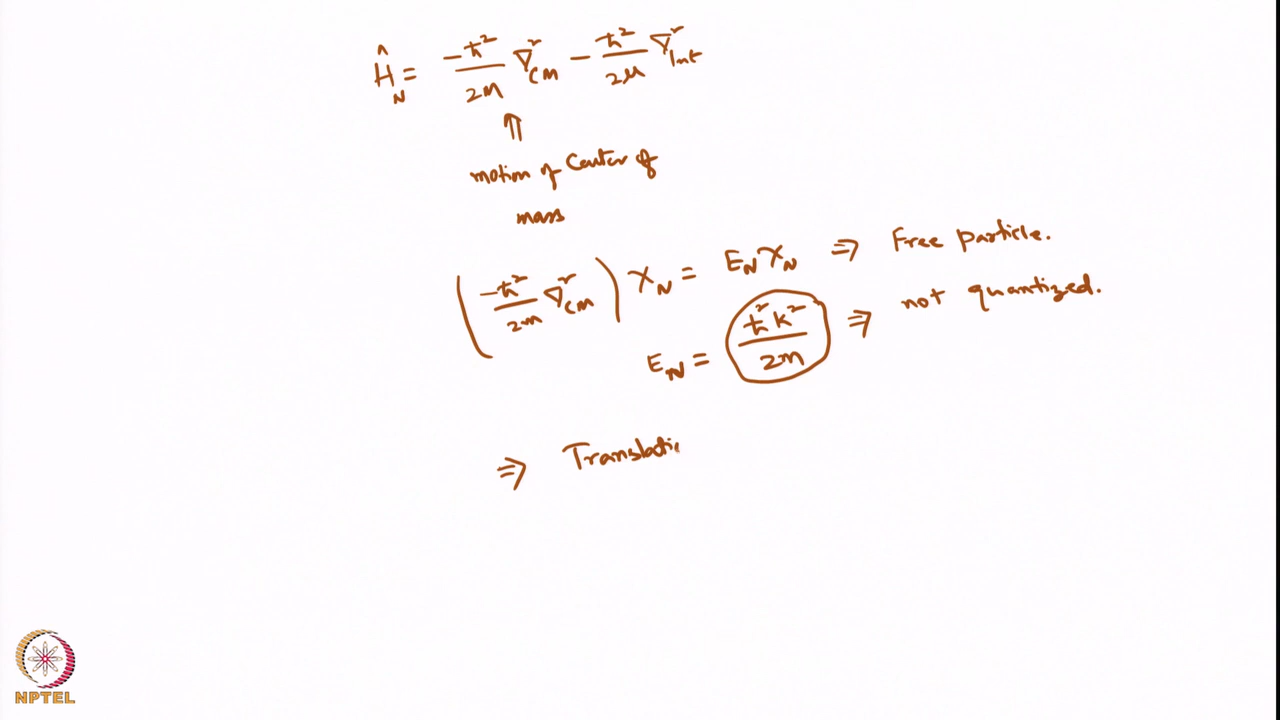 Ĥ_N = -ħ²/2M ∇²_CM - ħ²/2μ ∇²_Int
⇑
motion of Center of
mass
(-ħ²/2M ∇²_CM) χ_N = E_N χ_N ⇒ Free particle.
E_N = ħ²k²/2M ⇒ not quantized.
⇒ Translati
NPTEL